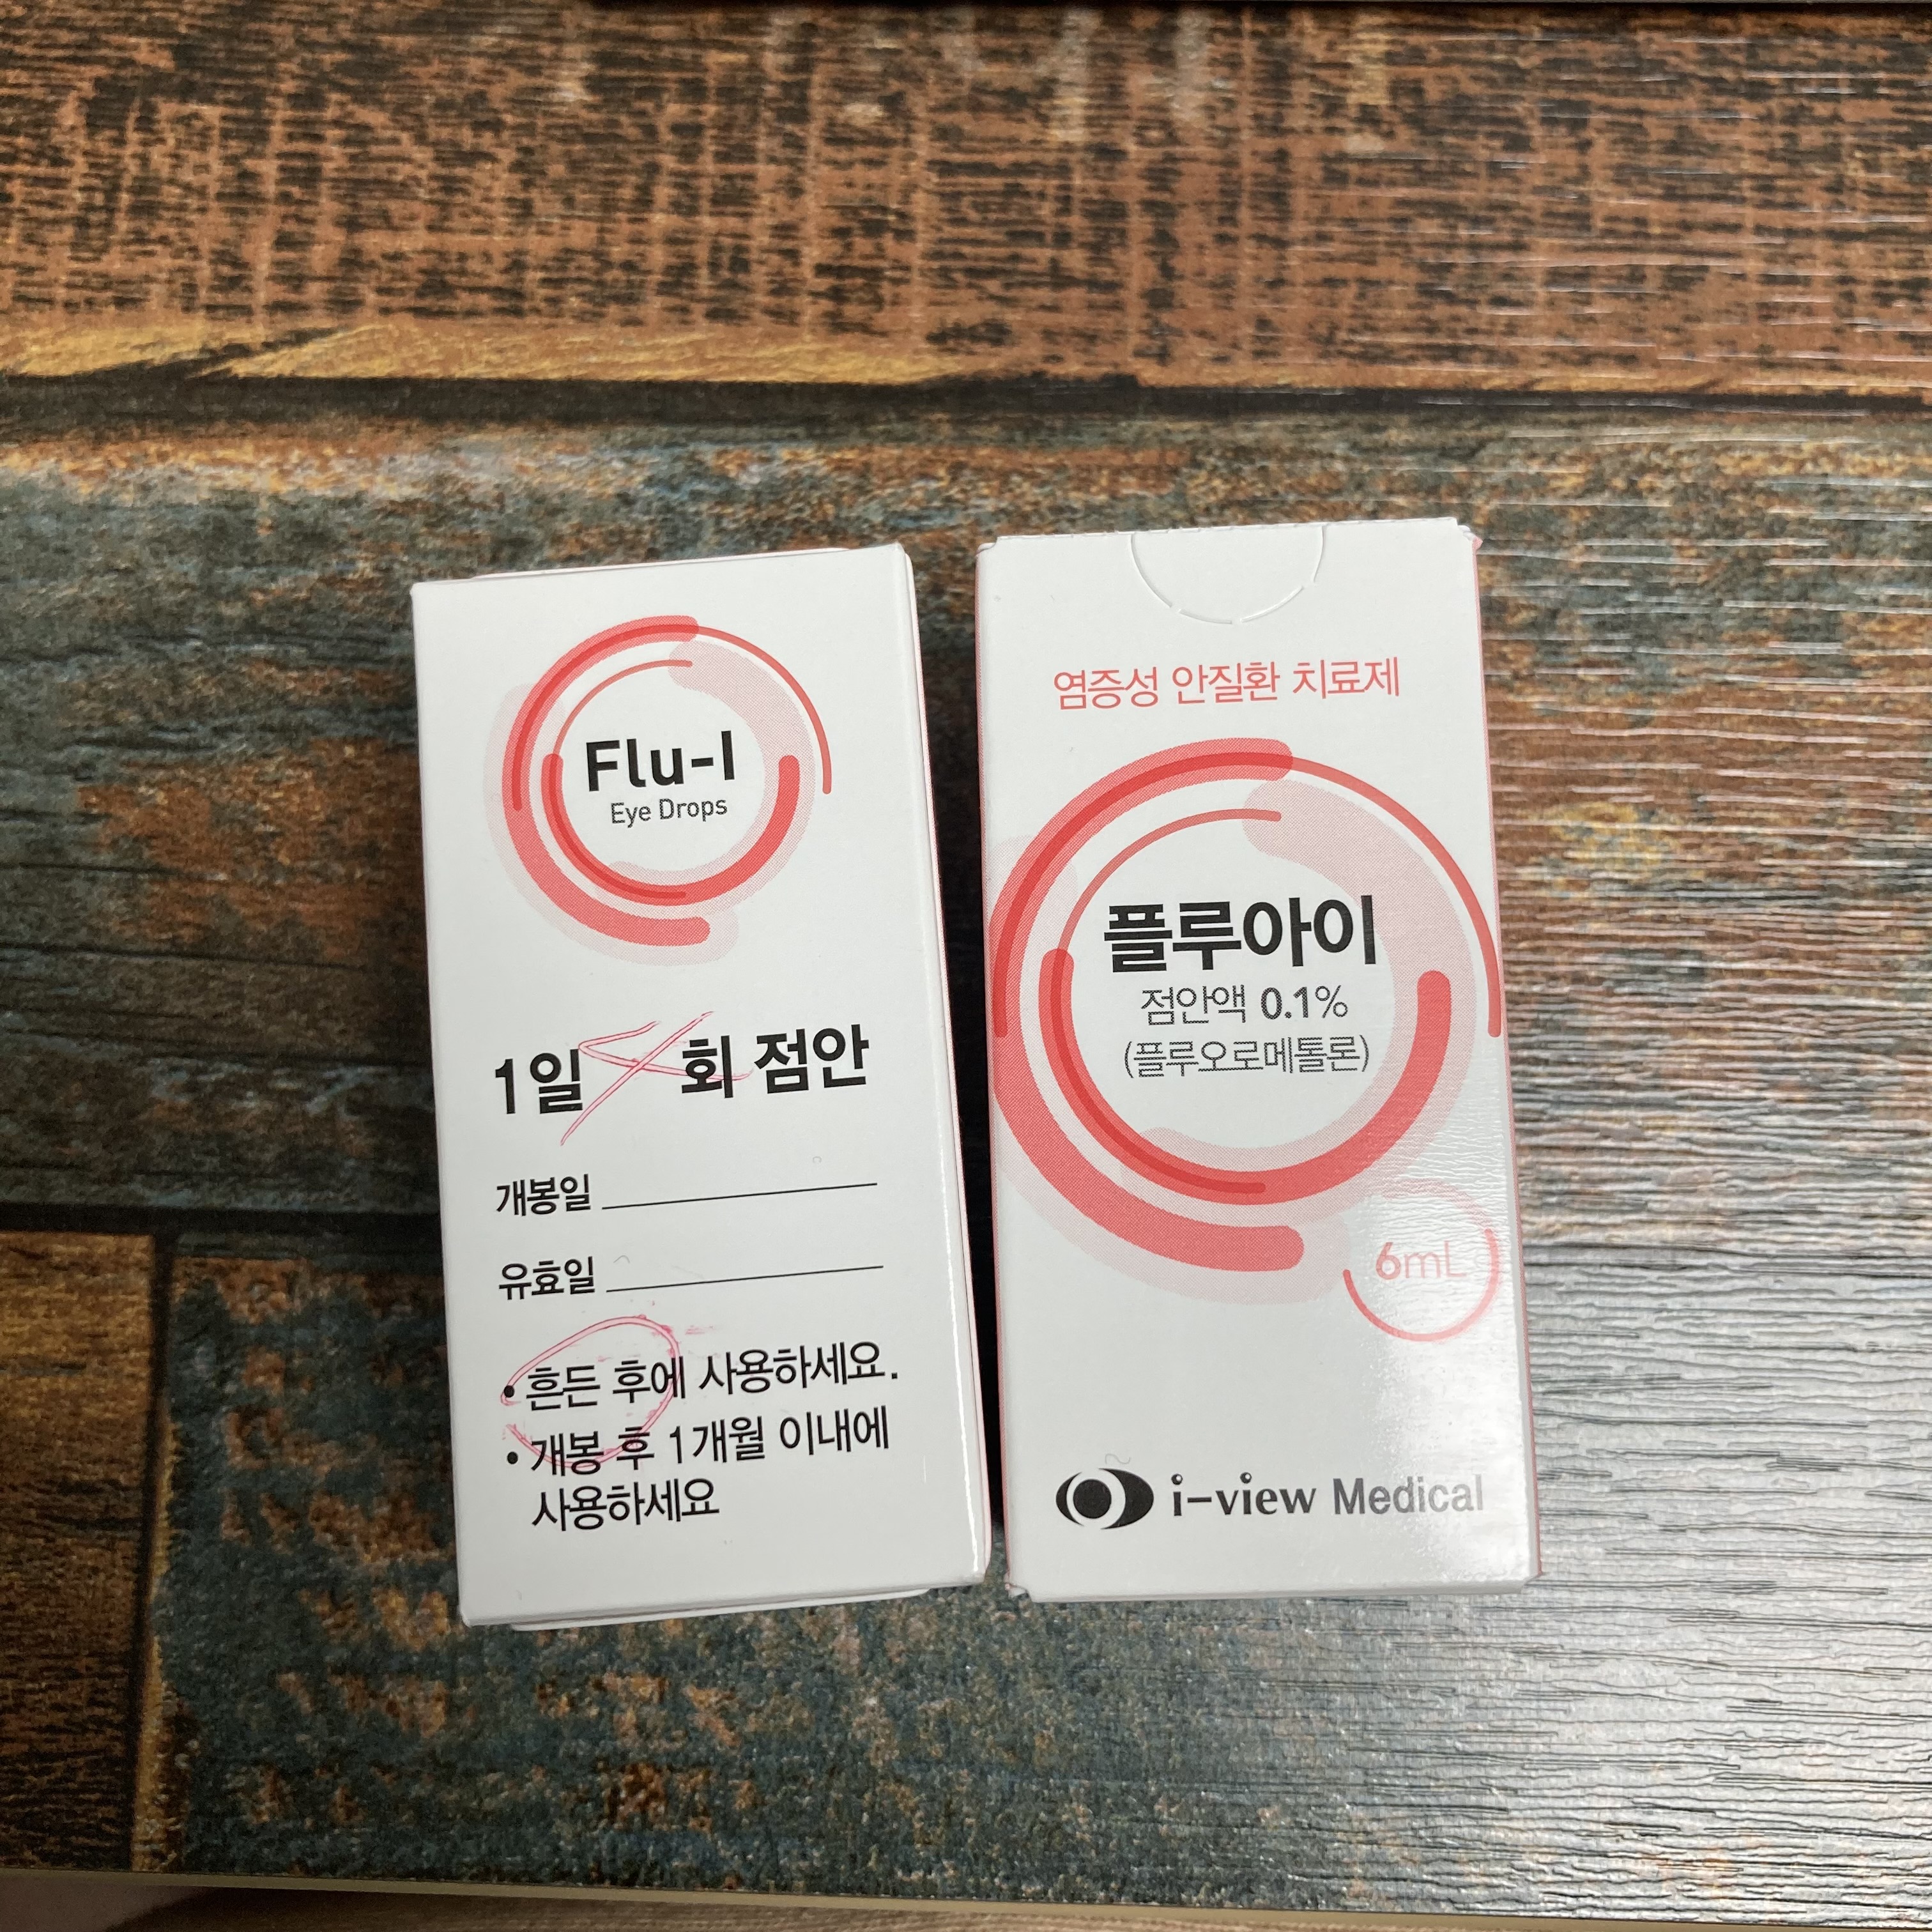 Flu-I
Eye Drops
1일 회 점안
개봉일
유효일
• 흔든 후에 사용하세요.
• 개봉 후 1개월 이내에
사용하세요
염증성 안질환 치료제
플루아이
점안액 0.1%
(플루오로메톨론)
6mL
i-view Medical